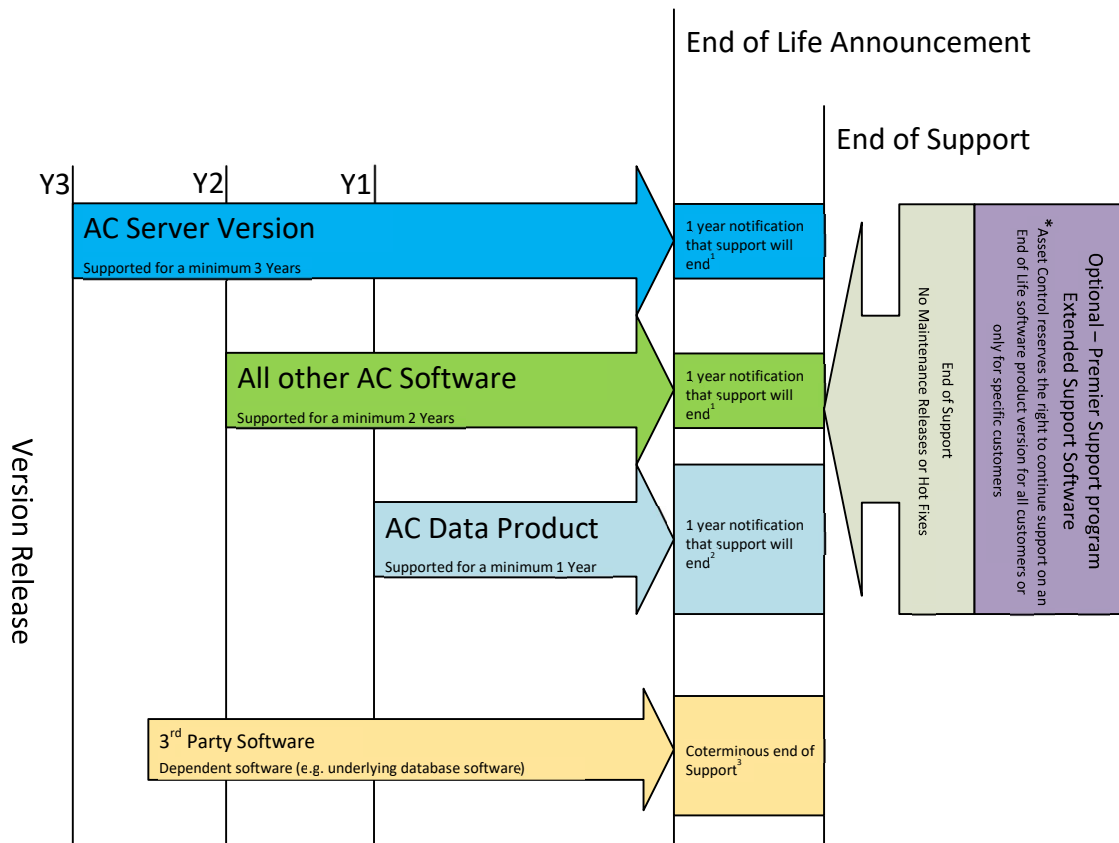 End of Life Announcement
End of Support
Y3
Y2
Y1
AC Server Version
Supported for a minimum 3 Years
1 year notification
that support will
end1
All other AC Software
Supported for a minimum 2 Years
1 year notification
that support will
end1
AC Data Product
Supported for a minimum 1 Year
1 year notification
that support will
end2
3rd Party Software
Dependent software (e.g. underlying database software)
Coterminous end of
Support3
Version Release
End of Support
No Maintenance Releases or Hot Fixes
Optional – Premier Support program
Extended Support Software
*Asset Control reserves the right to continue support on an
End of Life software product version for all customers or
only for specific customers